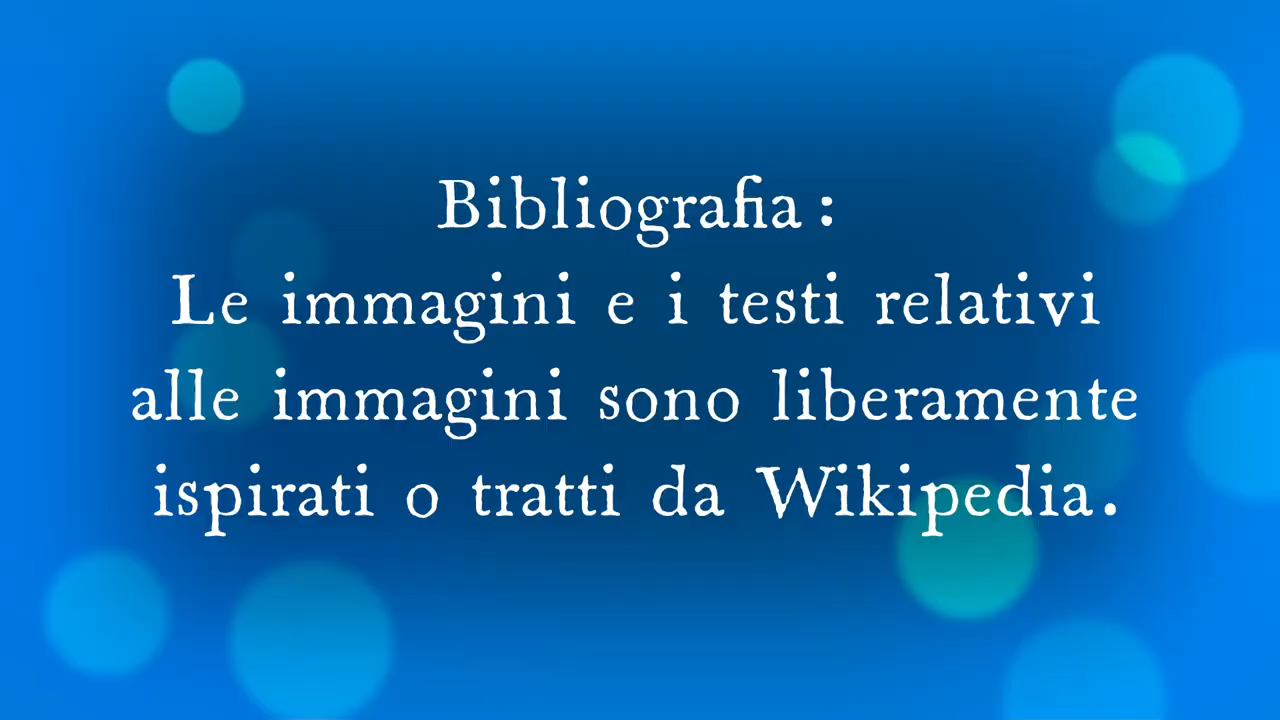 Bibliografia :
Le immagini e i testi relativi
alle immagini sono liberamente
ispirati o tratti da Wikipedia.